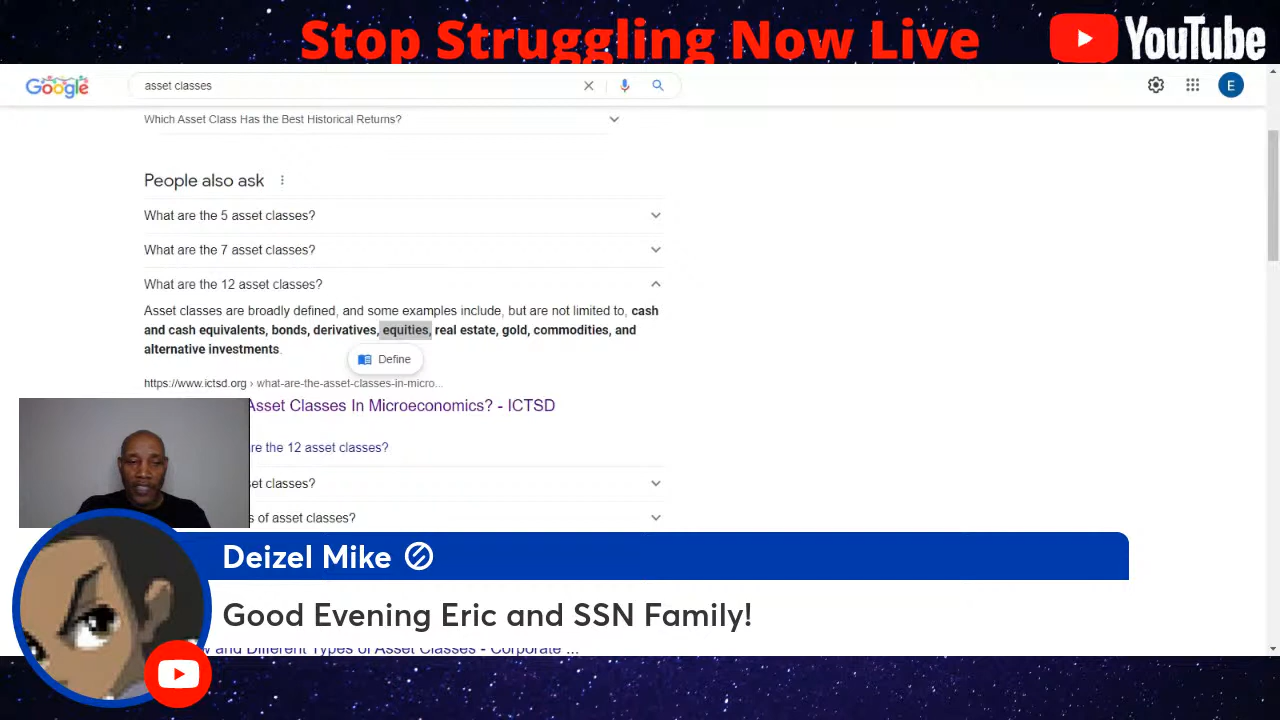 Stop Struggling Now Live
YouTube
Google
asset classes
E
Which Asset Class Has the Best Historical Returns?
People also ask
What are the 5 asset classes?
What are the 7 asset classes?
What are the 12 asset classes?
Asset classes are broadly defined, and some examples include, but are not limited to, cash
and cash equivalents, bonds, derivatives, equities, real estate, gold, commodities, and
alternative investments.
Define
https://www.ictsd.org › what-are-the-asset-classes-in-micro...
Asset Classes In Microeconomics? - ICTSD
re the 12 asset classes?
set classes?
s of asset classes?
Deizel Mike
Good Evening Eric and SSN Family!
and Different Types of Asset Classes - Corporate ...